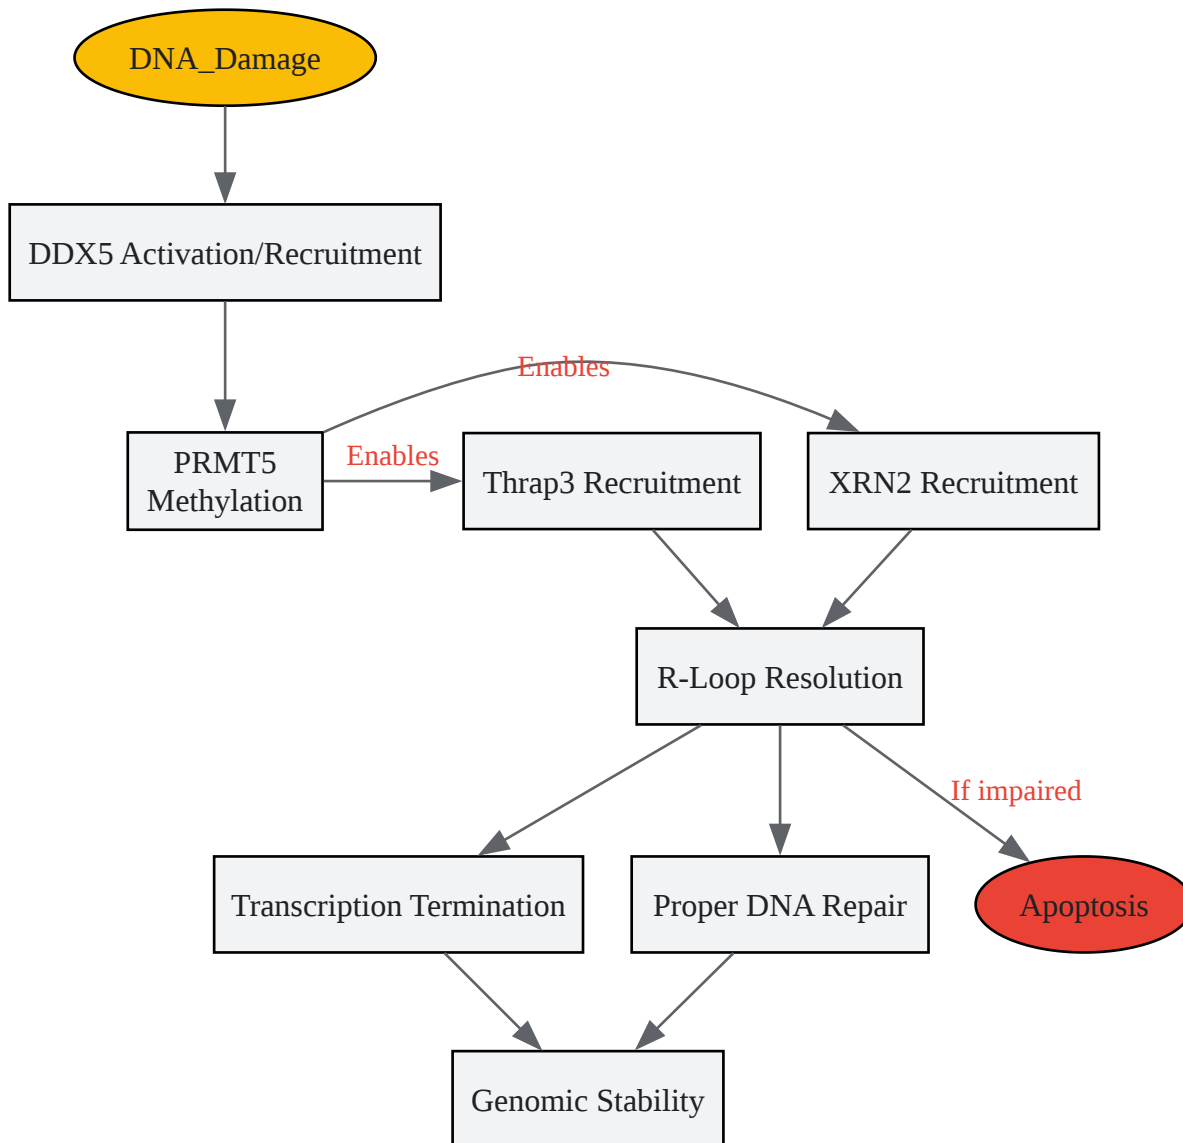 DNA_Damage
DDX5 Activation/Recruitment
Enables
Enables
PRMT5
Methylation
Thrap3 Recruitment
XRN2 Recruitment
R-Loop Resolution
If impaired
Transcription Termination
Proper DNA Repair
Apoptosis
Genomic Stability